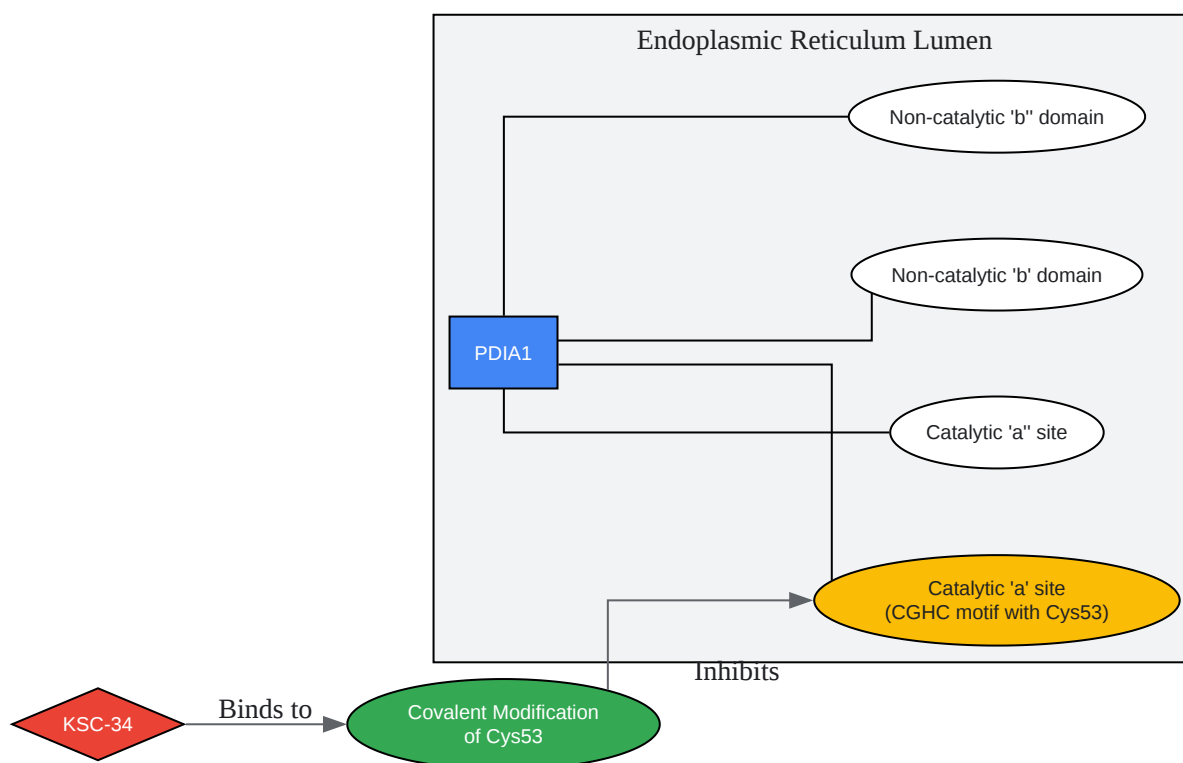 Endoplasmic Reticulum Lumen
Non-catalytic 'b'' domain
Non-catalytic 'b' domain
PDIA1
Catalytic 'a'' site
Catalytic 'a' site
(CGHC motif with Cys53)
Inhibits
Binds to
KSC-34
Covalent Modification
of Cys53